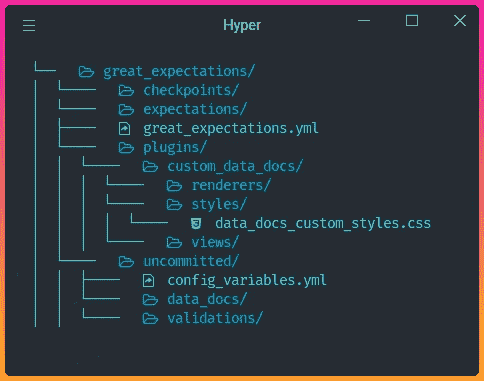 Hyper
great_expectations/
checkpoints/
expectations/
great_expectations.yml
plugins/
custom_data_docs/
renderers/
styles/
data_docs_custom_styles.css
views/
uncommitted/
config_variables.yml
data_docs/
validations/